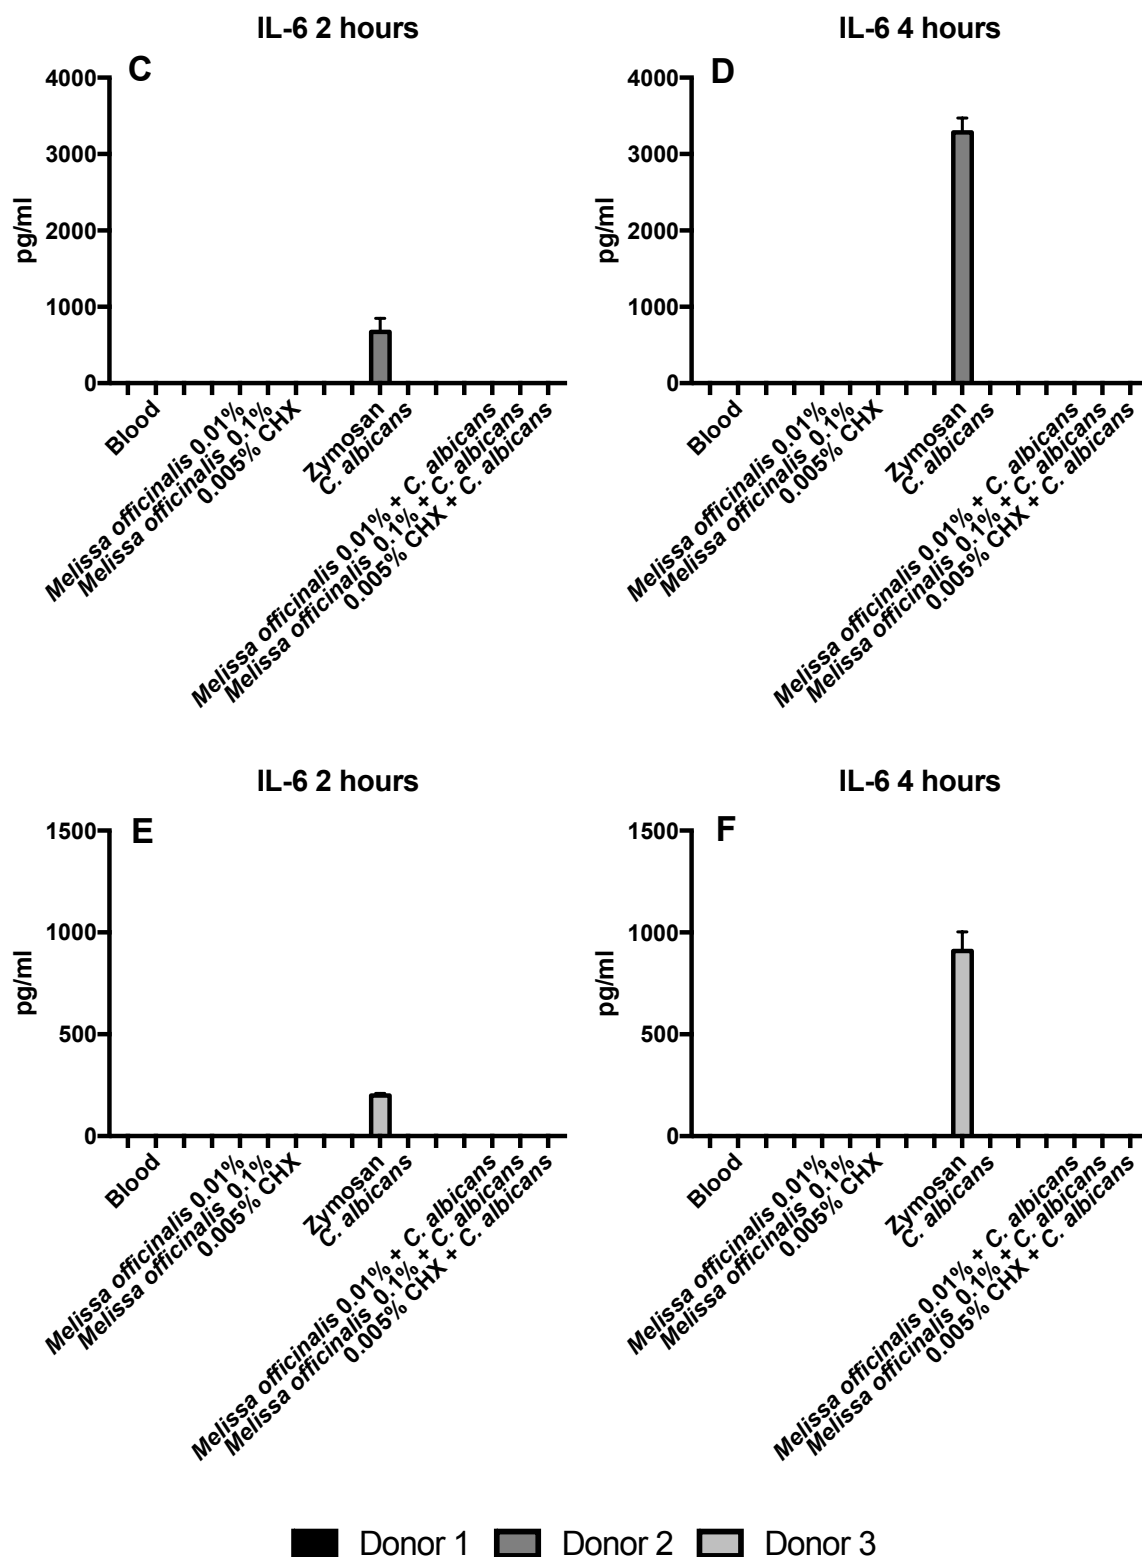 IL-6 2 hours
C
4000
3000
2000
1000
0
pg/ml
Blood
Melissa officinalis 0.01%
Melissa officinalis 0.1%
0.005% CHX
Zymosan
C. albicans
Melissa officinalis 0.01% + C. albicans
Melissa officinalis 0.1% + C. albicans
0.005% CHX + C. albicans
IL-6 4 hours
D
4000
3000
2000
1000
0
pg/ml
Blood
Melissa officinalis 0.01%
Melissa officinalis 0.1%
0.005% CHX
Zymosan
C. albicans
Melissa officinalis 0.01% + C. albicans
Melissa officinalis 0.1% + C. albicans
0.005% CHX + C. albicans
IL-6 2 hours
E
1500
1000
500
0
pg/ml
Blood
Melissa officinalis 0.01%
Melissa officinalis 0.1%
0.005% CHX
Zymosan
C. albicans
Melissa officinalis 0.01% + C. albicans
Melissa officinalis 0.1% + C. albicans
0.005% CHX + C. albicans
IL-6 4 hours
F
1500
1000
500
0
pg/ml
Blood
Melissa officinalis 0.01%
Melissa officinalis 0.1%
0.005% CHX
Zymosan
C. albicans
Melissa officinalis 0.01% + C. albicans
Melissa officinalis 0.1% + C. albicans
0.005% CHX + C. albicans
Donor 1 Donor 2 Donor 3